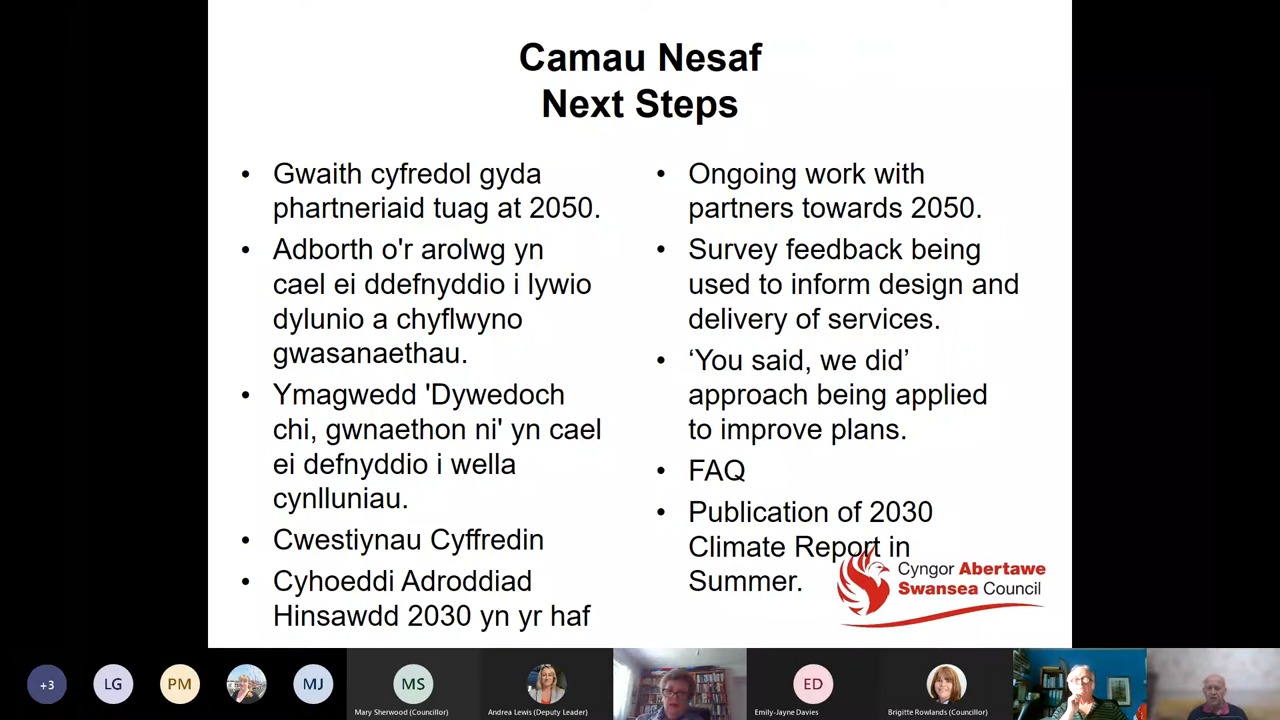 Camau Nesaf
Next Steps
• Gwaith cyfredol gyda
phartneriaid tuag at 2050.
• Adborth o'r arolwg yn
cael ei ddefnyddio i lywio
dylunio a chyflwyno
gwasanaethau.
• Ymagwedd 'Dywedoch
chi, gwnaethon ni' yn cael
ei defnyddio i wella
cynlluniau.
• Cwestiynau Cyffredin
• Cyhoeddi Adroddiad
Hinsawdd 2030 yn yr haf
• Ongoing work with
partners towards 2050.
• Survey feedback being
used to inform design and
delivery of services.
• ‘You said, we did’
approach being applied
to improve plans.
• FAQ
• Publication of 2030
Climate Report in
Summer.
Cyngor Abertawe
Swansea Council
+3
LG
PM
MJ
MS
Mary Sherwood (Councillor)
Andrea Lewis (Deputy Leader)
ED
Emily-Jayne Davies
Brigitte Rowlands (Councillor)